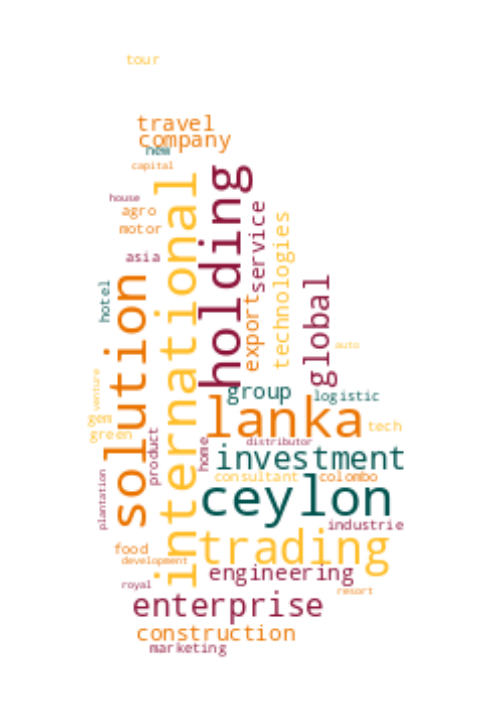 tour
travel
company
new
capital
house
agro
motor
asia
hotel
solution
international
holding
service
export
technologies
global
auto
venture
gem
green
group
logistic
lanka
tech
product
home
distributor
investment
plantation
consultant
colombo
ceylon
industrie
trading
food
development
engineering
royal
resort
enterprise
construction
marketing